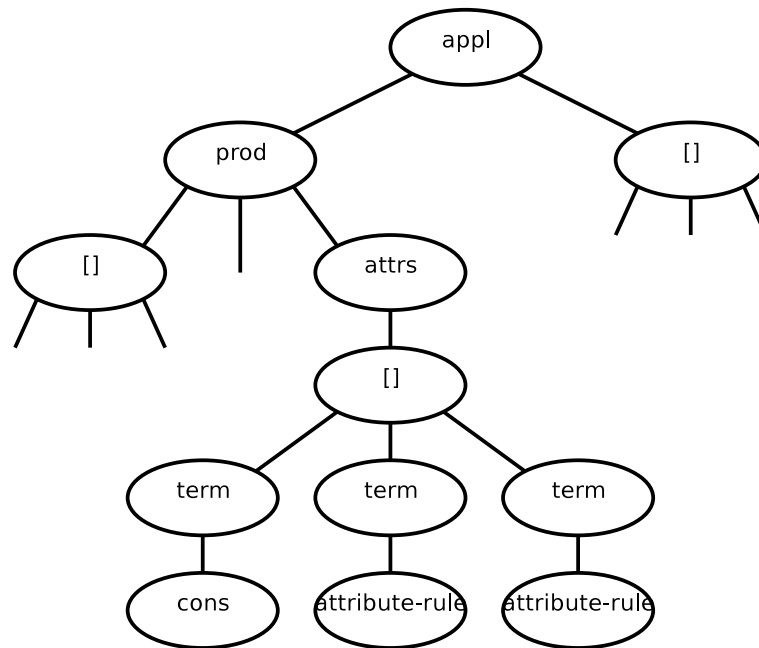 appl
prod
[]
[]
attrs
[]
term
term
term
cons
attribute-rule
attribute-rule